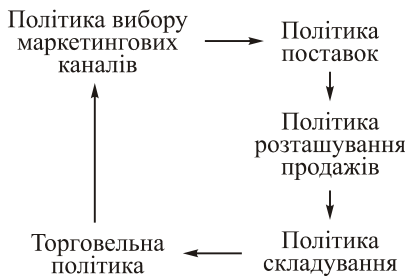 Політика вибору
маркетингових
каналів
Політика
поставок
Політика
розташування
продажів
Політика
складування
Торговельна
політика